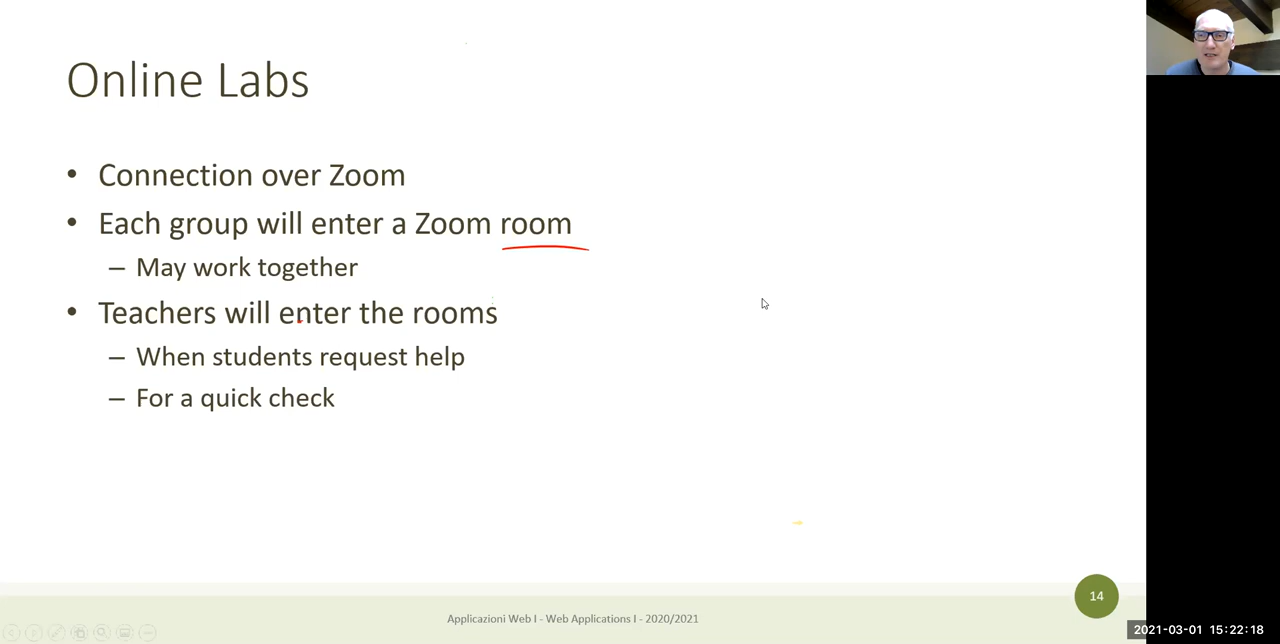 Online Labs
• Connection over Zoom
• Each group will enter a Zoom room
– May work together
• Teachers will enter the rooms
– When students request help
– For a quick check
14
Applicazioni Web I - Web Applications I - 2020/2021
2021-03-01 15:22:18